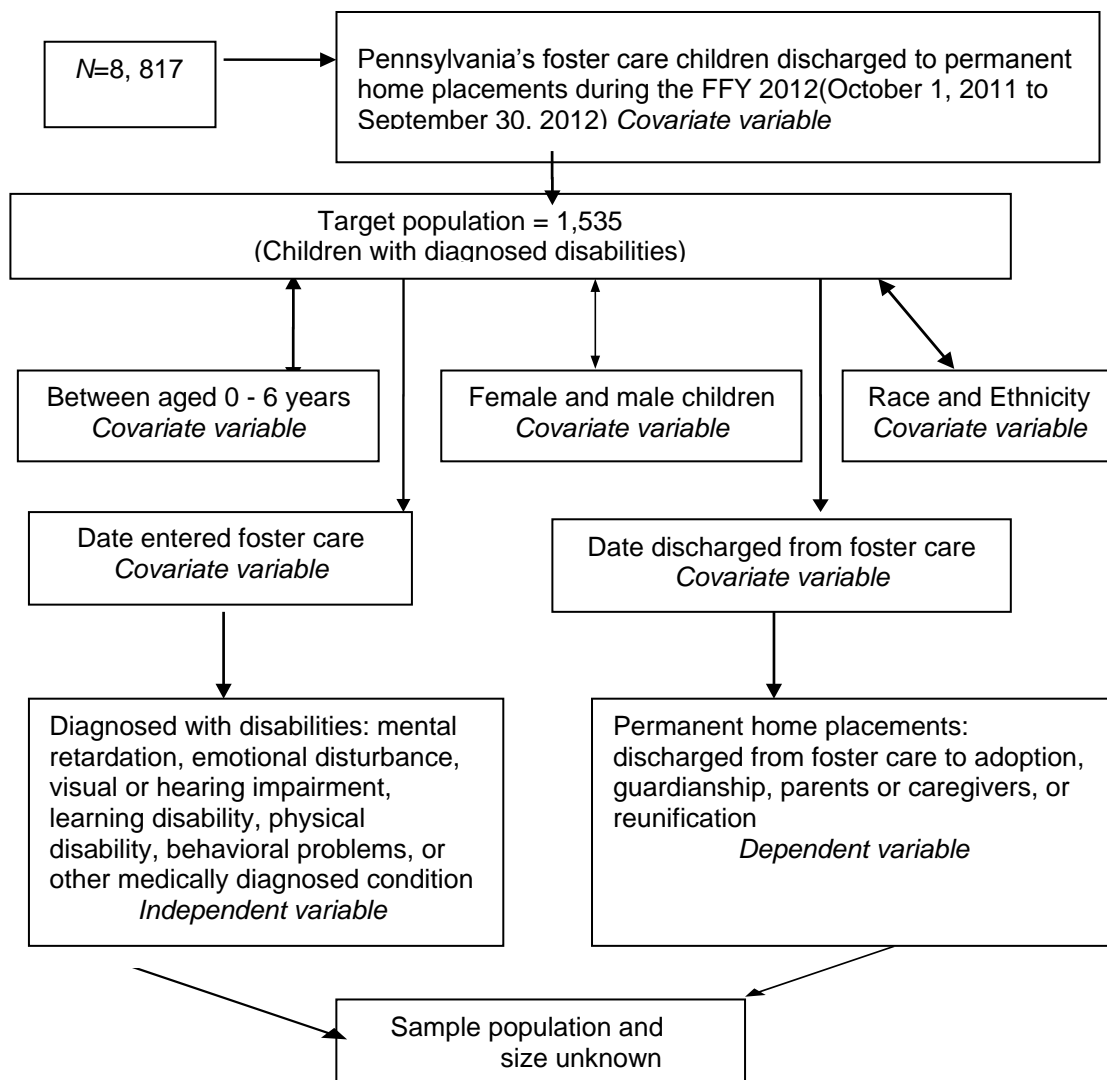 N=8, 817
Pennsylvania's foster care children discharged to permanent
home placements during the FFY 2012(October 1, 2011 to
September 30, 2012) Covariate variable
Target population = 1,535
(Children with diagnosed disabilities)
Between aged 0 - 6 years
Covariate variable
Female and male children
Covariate variable
Race and Ethnicity
Covariate variable
Date entered foster care
Covariate variable
Date discharged from foster care
Covariate variable
Diagnosed with disabilities: mental
retardation, emotional disturbance,
visual or hearing impairment,
learning disability, physical
disability, behavioral problems, or
other medically diagnosed condition
Independent variable
Permanent home placements:
discharged from foster care to adoption,
guardianship, parents or caregivers, or
reunification
Dependent variable
Sample population and
size unknown